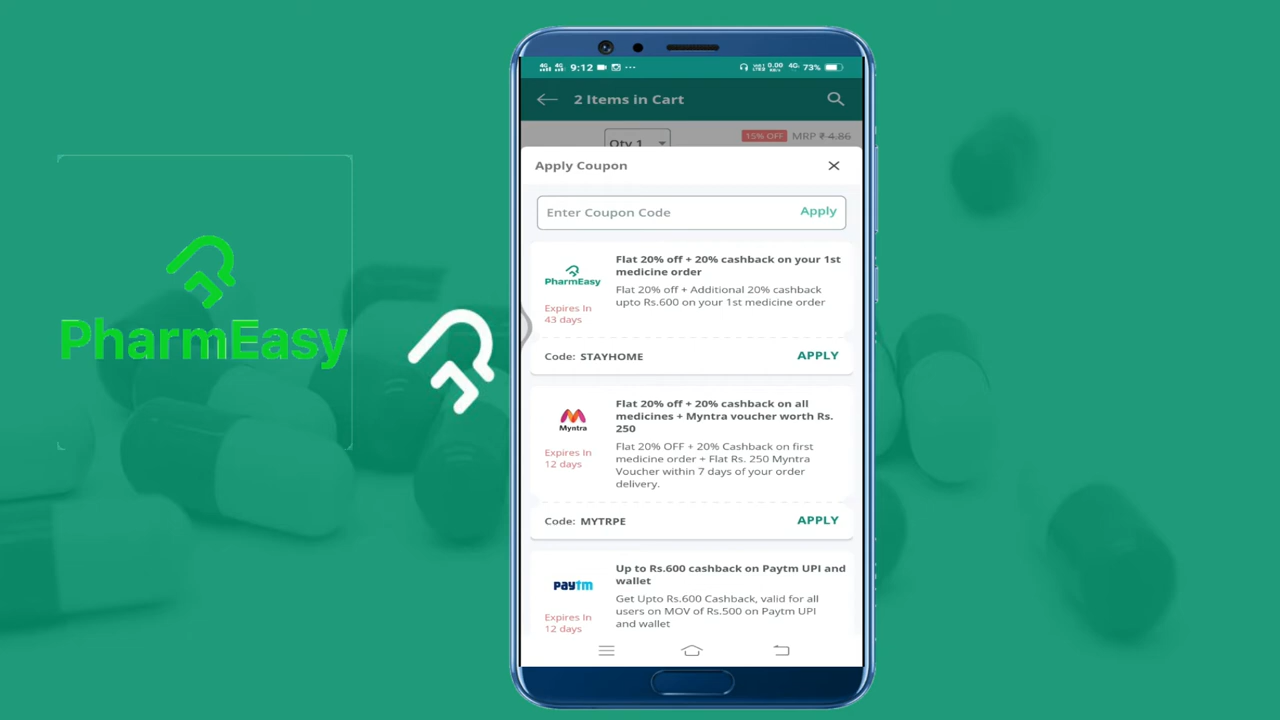 PharmEasy
9:12
0.00
73%
2 Items in Cart
Qty 1
15% OFF MRP ₹ 4.86
Apply Coupon
Enter Coupon Code Apply
Flat 20% off + 20% cashback on your 1st
medicine order
PharmEasy
Flat 20% off + Additional 20% cashback
upto Rs.600 on your 1st medicine order
Expires In
43 days
Code: STAYHOME APPLY
Flat 20% off + 20% cashback on all
medicines + Myntra voucher worth Rs.
250
Myntra
Flat 20% OFF + 20% Cashback on first
medicine order + Flat Rs. 250 Myntra
Voucher within 7 days of your order
delivery.
Expires In
12 days
Code: MYTRPE APPLY
Up to Rs.600 cashback on Paytm UPI and
wallet
paytm
Get Upto Rs.600 Cashback, valid for all
users on MOV of Rs.500 on Paytm UPI
and wallet
Expires In
12 days